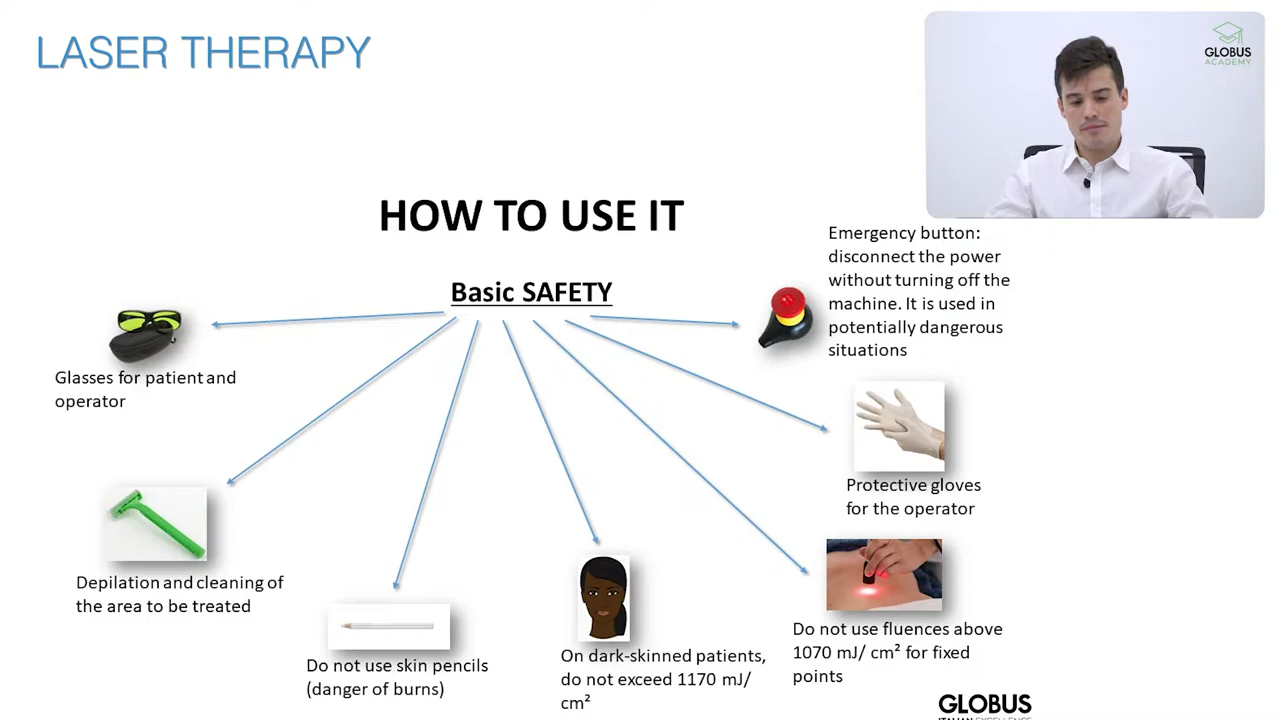 LASER THERAPY
GLOBUS
ACADEMY
HOW TO USE IT
Basic SAFETY
Emergency button:
disconnect the power
without turning off the
machine. It is used in
potentially dangerous
situations
Glasses for patient and
operator
Protective gloves
for the operator
Depilation and cleaning of
the area to be treated
Do not use skin pencils
(danger of burns)
On dark-skinned patients,
do not exceed 1170 mJ/
cm²
Do not use fluences above
1070 mJ/ cm² for fixed
points
GLOBUS
ITALIAN EXCELLENCE